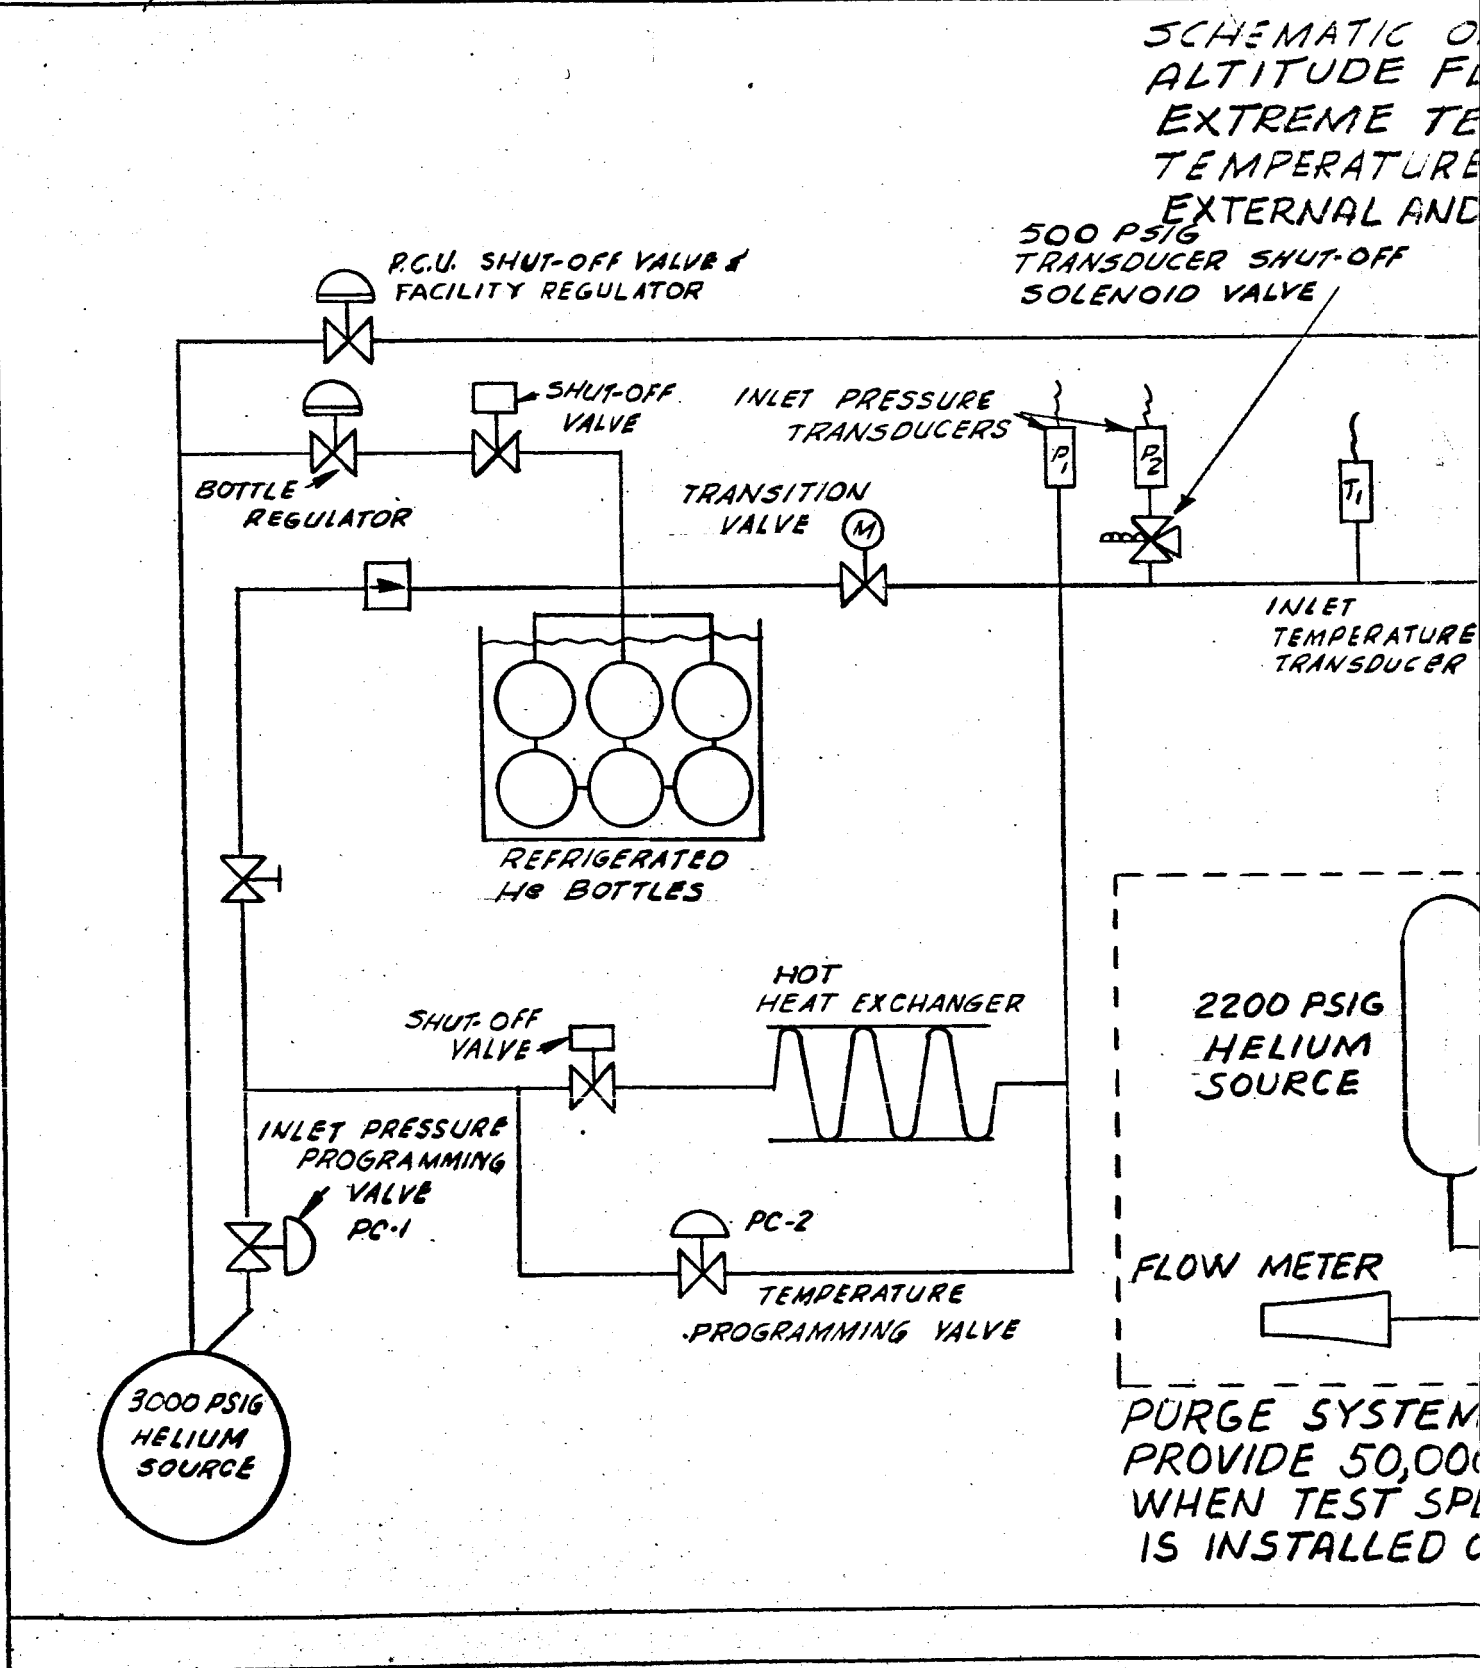 SCHEMATIC
ALTITUDE
EXTREME
TEMPERATURE
EXTERNAL AND
500 PSIG
TRANSDUCER SHUT-OFF
SOLENOID VALVE
P.C.U. SHUT-OFF VALVE &
FACILITY REGULATOR
SHUT-OFF
VALVE
INLET PRESSURE
TRANSDUCERS
P1
P2
T1
BOTTLE
REGULATOR
TRANSITION
VALVE
M
INLET
TEMPERATURE
TRANSDUCER
REFRIGERATED
He BOTTLES
HOT
HEAT EXCHANGER
SHUT-OFF
VALVE
2200 PSIG
HELIUM
SOURCE
INLET PRESSURE
PROGRAMMING
VALVE
PC-1
PC-2
TEMPERATURE
PROGRAMMING VALVE
FLOW METER
3000 PSIG
HELIUM
SOURCE
PURGE SYSTEM
PROVIDE 50,000
WHEN TEST
IS INSTALLED